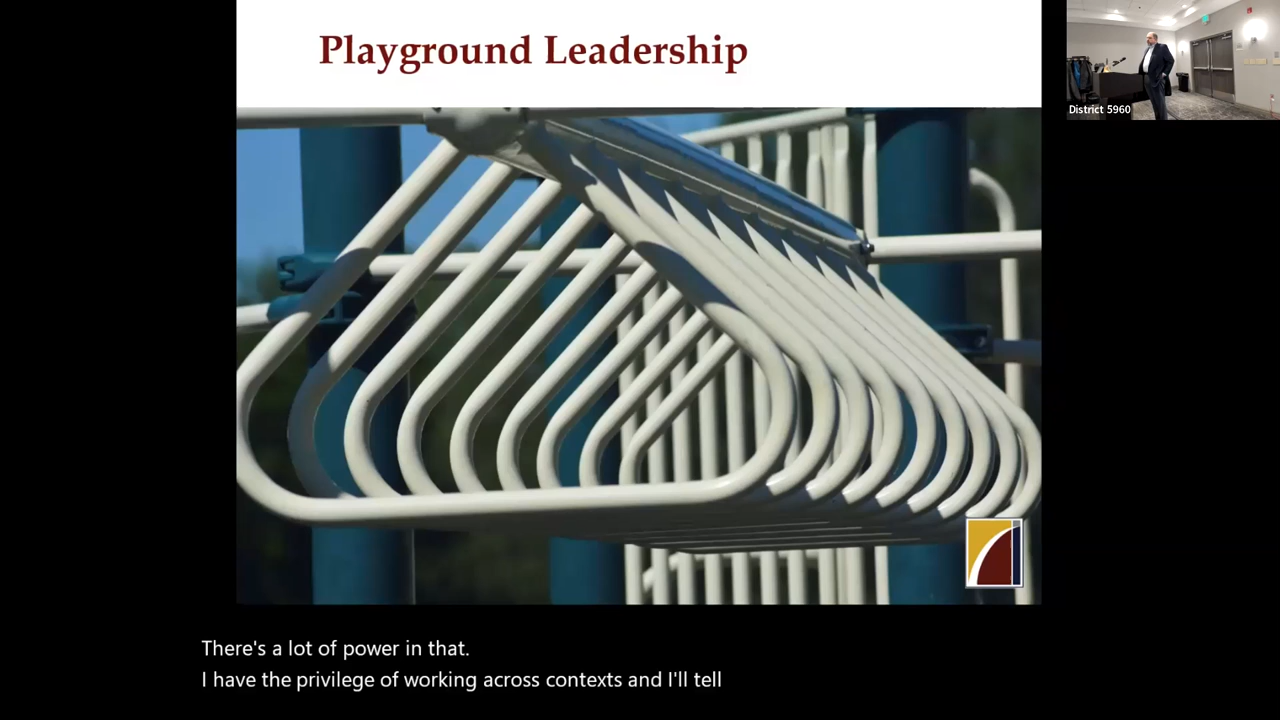 Playground Leadership
District 5960
There's a lot of power in that.
I have the privilege of working across contexts and I'll tell